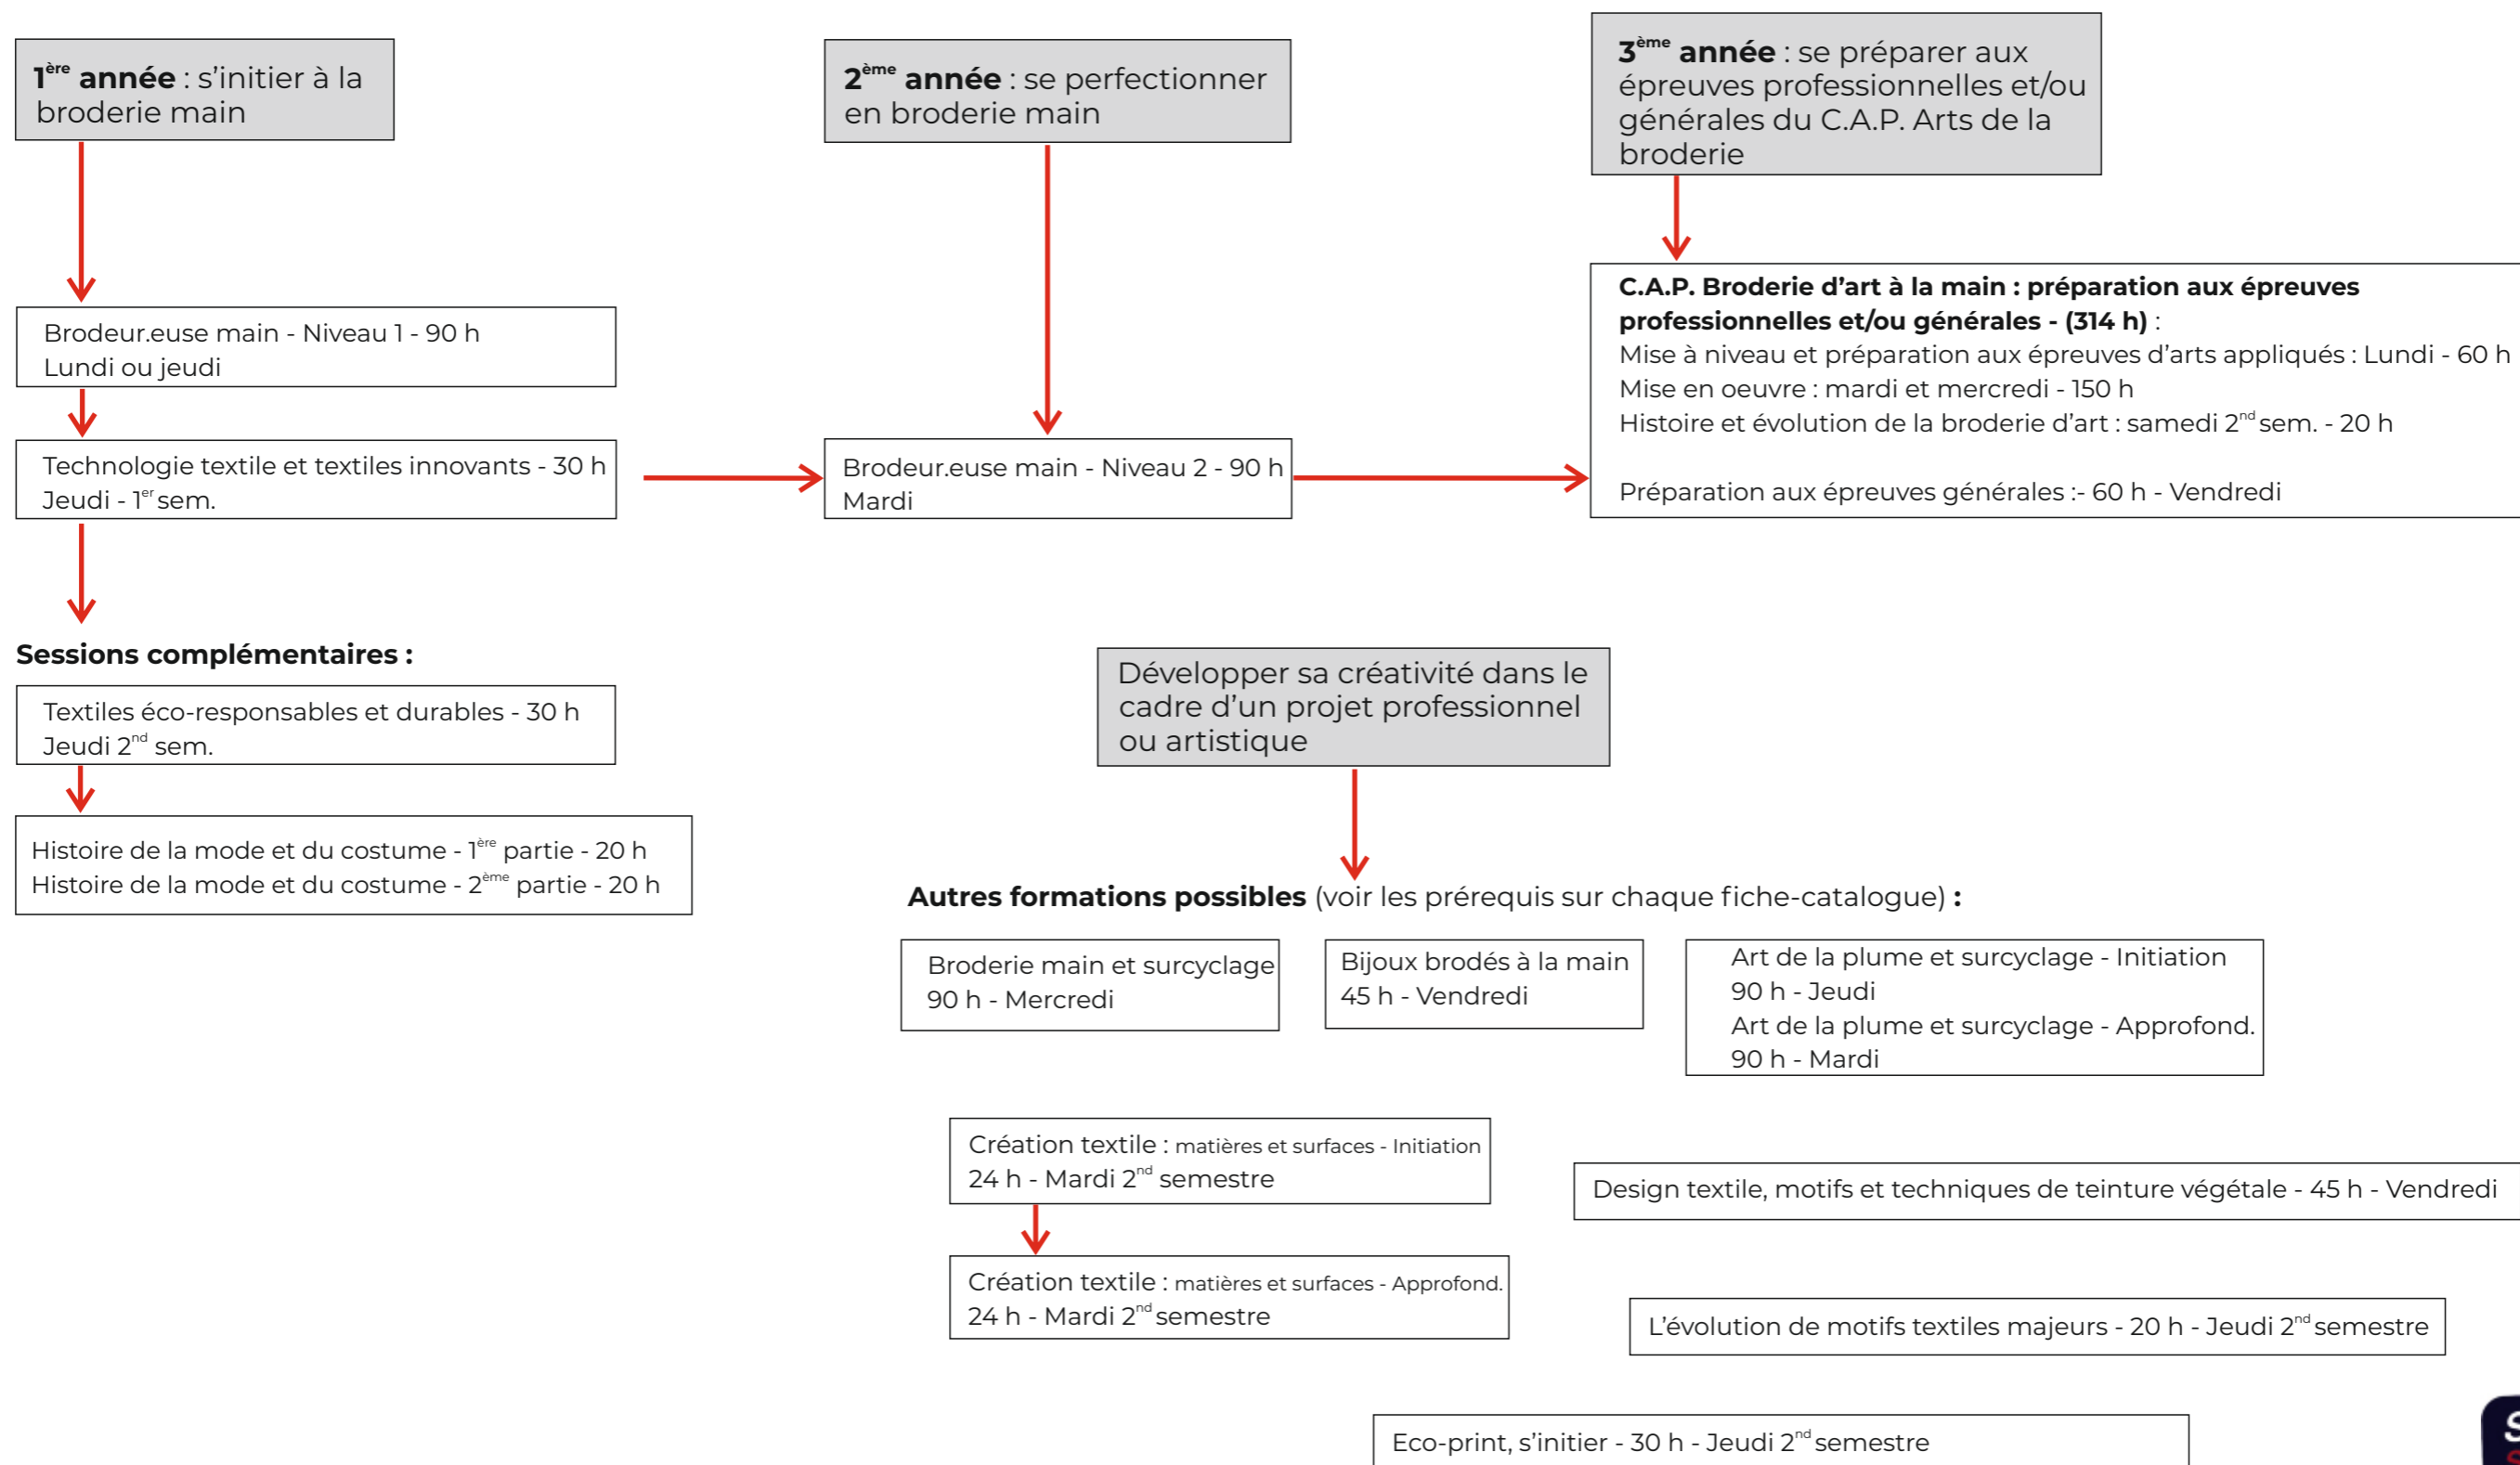 1ère année : s'initier à la
broderie main
2ème année : se perfectionner
en broderie main
3ème année : se préparer aux
épreuves professionnelles et/ou
générales du C.A.P. Arts de la
broderie
Brodeur.euse main - Niveau 1 - 90 h
Lundi ou jeudi
Technologie textile et textiles innovants - 30 h
Jeudi - 1er sem.
Brodeur.euse main - Niveau 2 - 90 h
Mardi
C.A.P. Broderie d'art à la main : préparation aux épreuves
professionnelles et/ou générales - (314 h) :
Mise à niveau et préparation aux épreuves d'arts appliqués : Lundi - 60 h
Mise en oeuvre : mardi et mercredi - 150 h
Histoire et évolution de la broderie d'art : samedi 2nd sem. - 20 h
Préparation aux épreuves générales :- 60 h - Vendredi
Sessions complémentaires :
Textiles éco-responsables et durables - 30 h
Jeudi 2nd sem.
Histoire de la mode et du costume - 1ère partie - 20 h
Histoire de la mode et du costume - 2ème partie - 20 h
Développer sa créativité dans le
cadre d'un projet professionnel
ou artistique
Autres formations possibles (voir les prérequis sur chaque fiche-catalogue) :
Broderie main et surcyclage
90 h - Mercredi
Bijoux brodés à la main
45 h - Vendredi
Art de la plume et surcyclage - Initiation
90 h - Jeudi
Art de la plume et surcyclage - Approfond.
90 h - Mardi
Création textile : matières et surfaces - Initiation
24 h - Mardi 2nd semestre
Design textile, motifs et techniques de teinture végétale - 45 h - Vendredi
Création textile : matières et surfaces - Approfond.
24 h - Mardi 2nd semestre
L'évolution de motifs textiles majeurs - 20 h - Jeudi 2nd semestre
Eco-print, s'initier - 30 h - Jeudi 2nd semestre